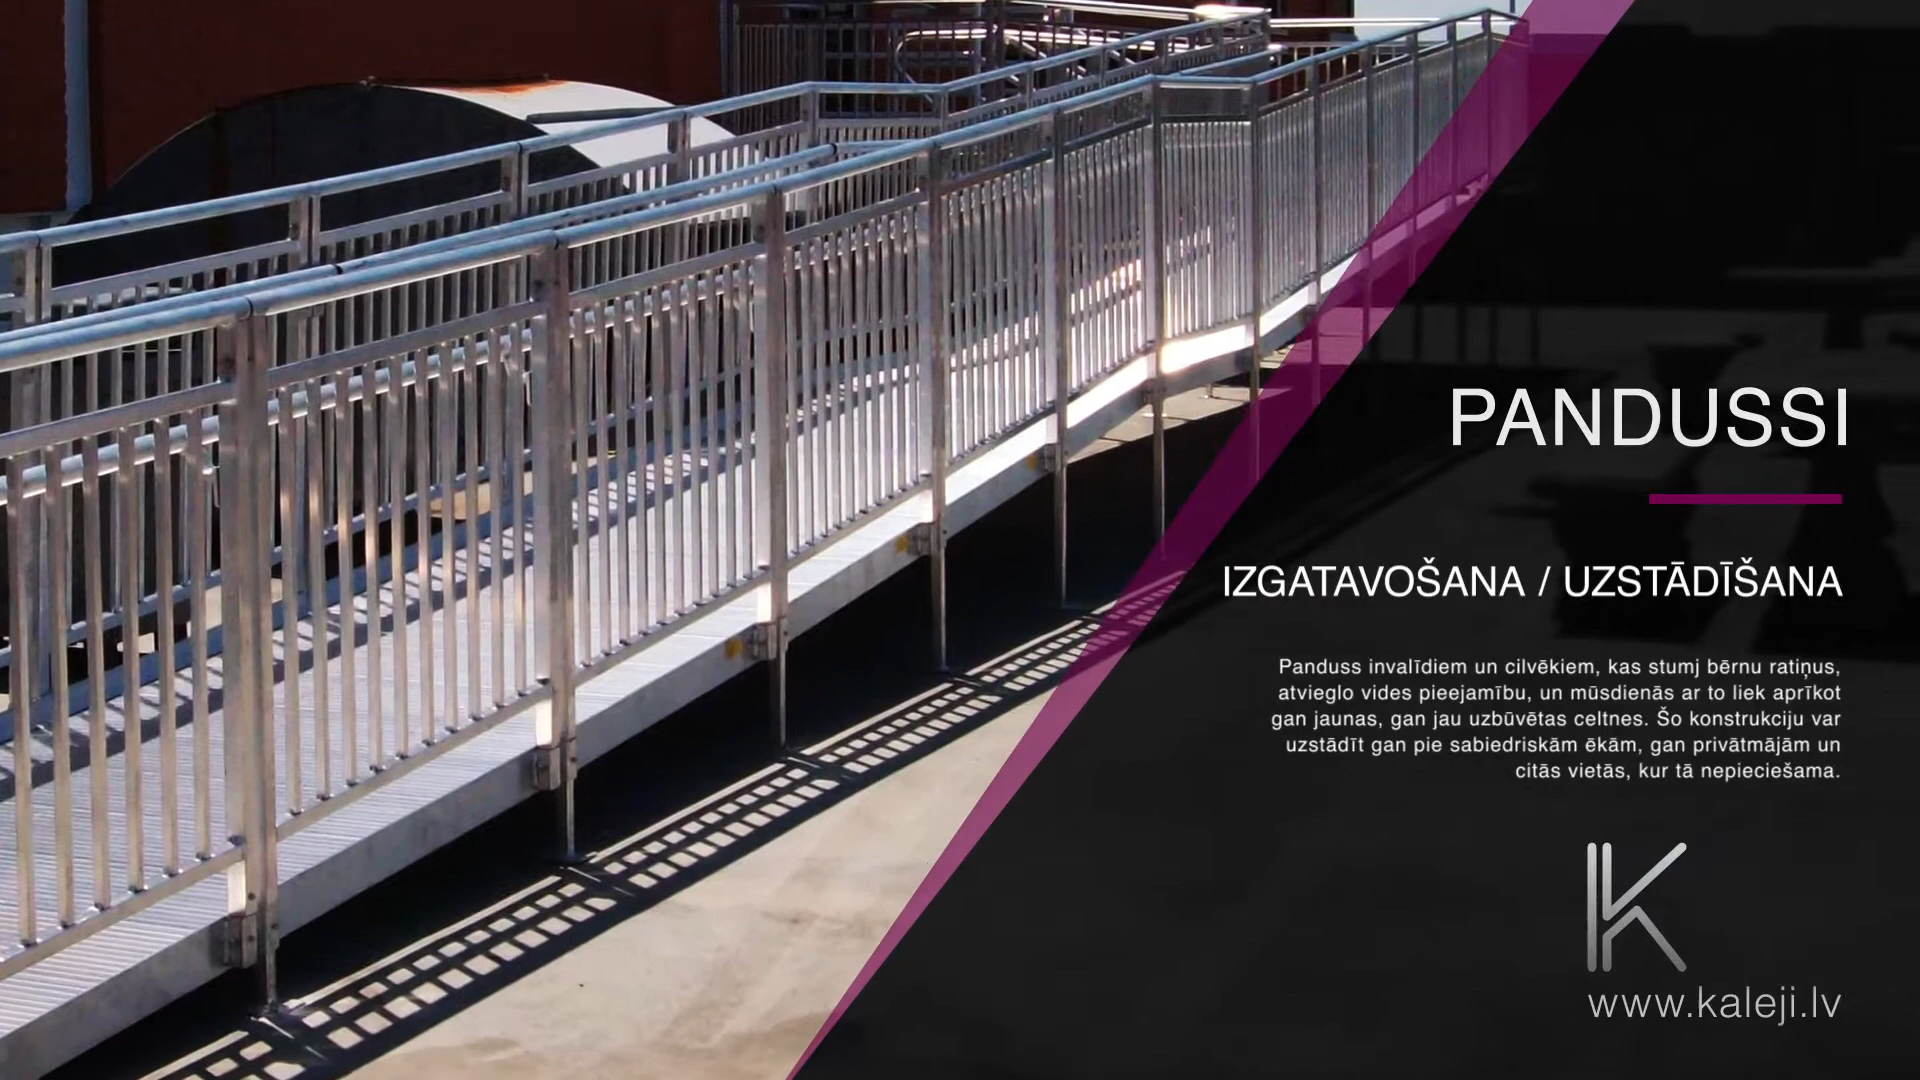 PANDUSSI
IZGATAVOŠANA / UZSTĀDĪŠANA
Panduss invalīdiem un cilvēkiem, kas stumj bērnu ratiņus,
atvieglo vides pieejamību, un mūsdienās ar to liek aprīkot
gan jaunas, gan jau uzbūvētas celtnes. Šo konstrukciju var
uzstādīt gan pie sabiedriskām ēkām, gan privātmājām un
citās vietās, kur tā nepieciešama.
K
www.kaleji.lv